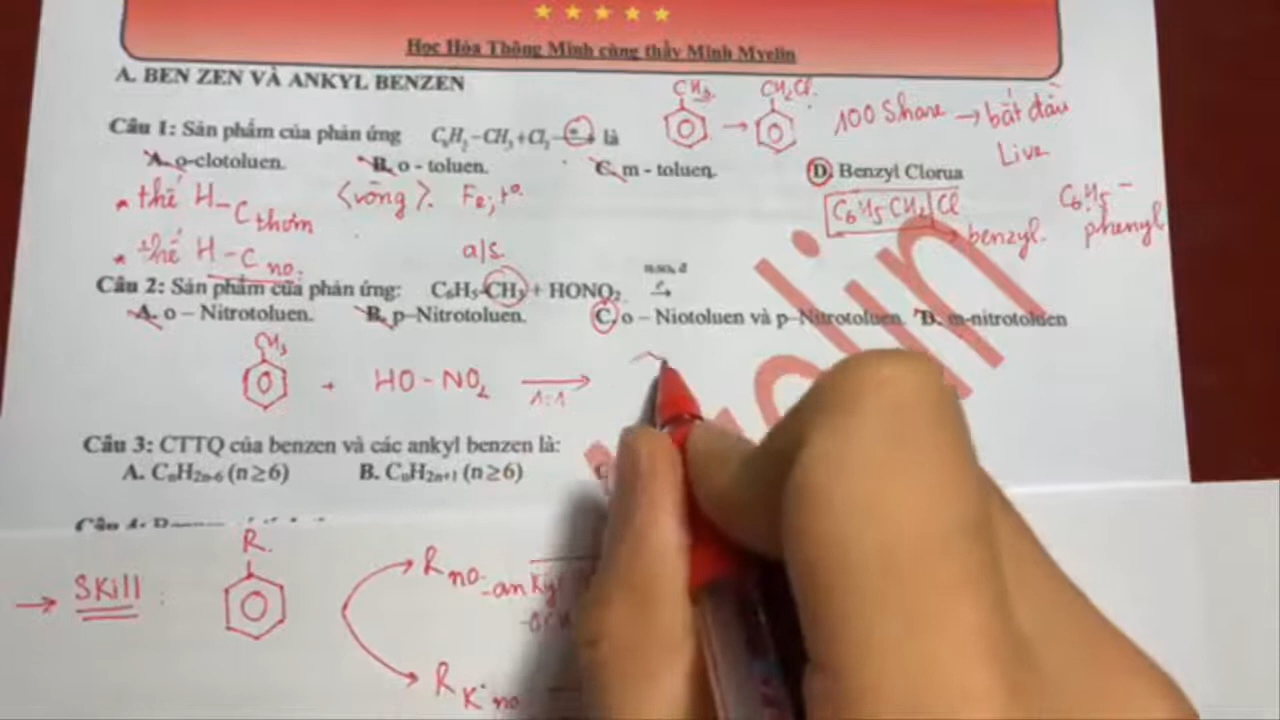 Học Hóa Thông Minh cùng thầy Minh Myelin
A. BEN ZEN VÀ ANKYL BENZEN
Câu 1: Sản phẩm của phản ứng C₆H₅-CH₃+Cl₂ là
A. o-clotoluen. B. o - toluen. C. m - toluen. D. Benzyl Clorua
CH₃ → CH₂Cl
100 Share → bắt đầu
Live
thế H - C thơm <vòng>. Fe; t°
C₆H₅CH₂|Cl
C₆H₅ -
benzyl. phenyl
thế H - C no. a/s
Câu 2: Sản phẩm của phản ứng: C₆H₅-CH₃ + HONO₂ →
A. o – Nitrotoluen. B. p–Nitrotoluen. C. o – Niotoluen và p–Nitrotoluen. D. m-nitrotoluen
CH₃
+ HO - NO₂ →
1:1
Câu 3: CTTQ của benzen và các ankyl benzen là:
A. CₙH₂ₙ₋₆ (n≥6) B. CₙH₂ₙ₊₁ (n≥6)
R
→ SKill :
R no - ankyl
R K no